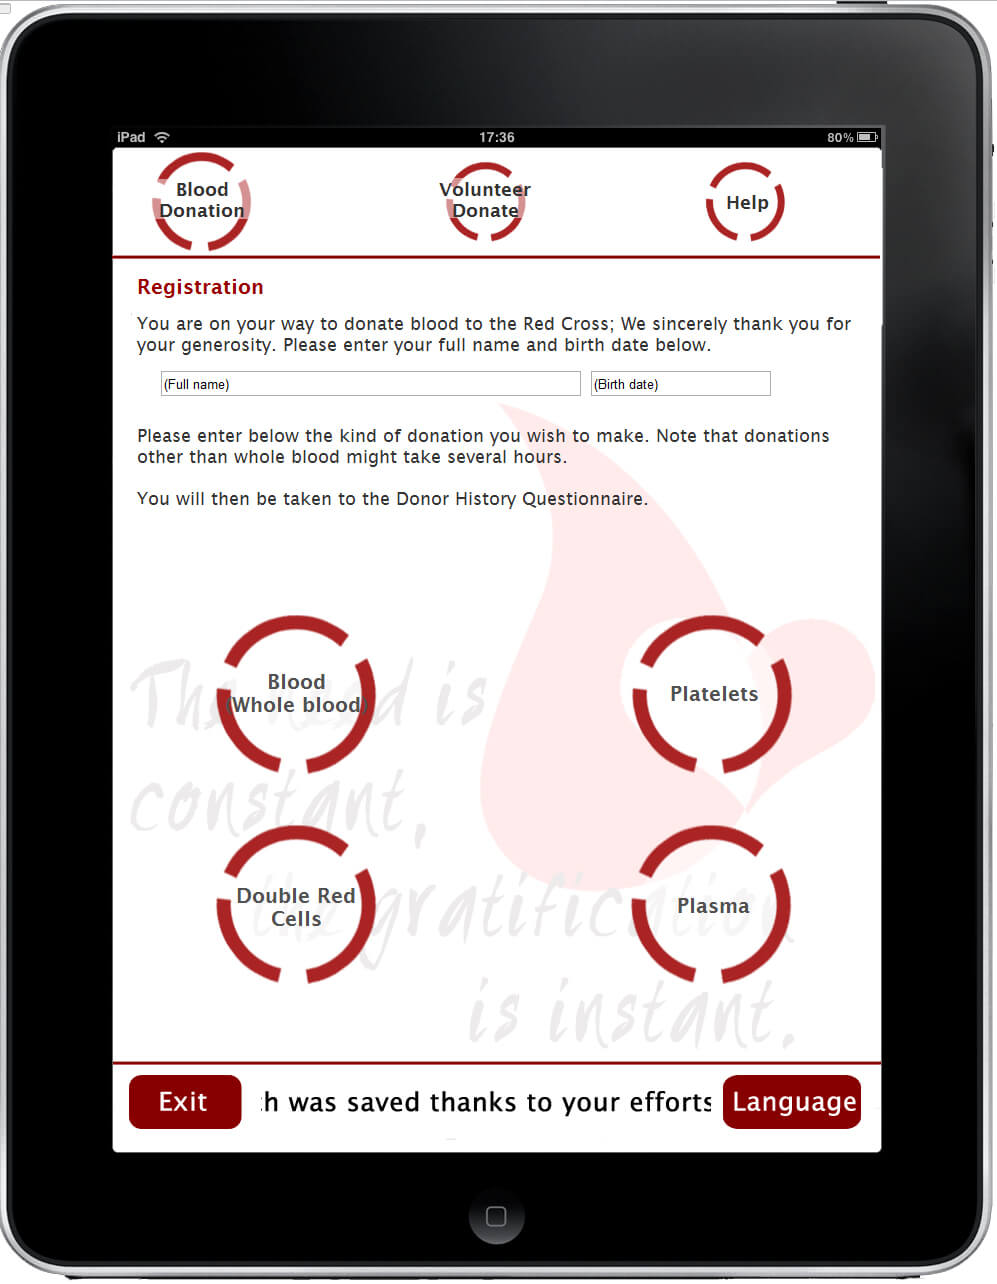 iPad 17:36 80%
Blood
Donation
Volunteer
Donate
Help
Registration
You are on your way to donate blood to the Red Cross; We sincerely thank you for
your generosity. Please enter your full name and birth date below.
(Full name) (Birth date)
Please enter below the kind of donation you wish to make. Note that donations
other than whole blood might take several hours.
You will then be taken to the Donor History Questionnaire.
The need is
constant,
the gratification
is instant.
Blood
(Whole blood)
Platelets
Double Red
Cells
Plasma
Exit
h was saved thanks to your efforts
Language